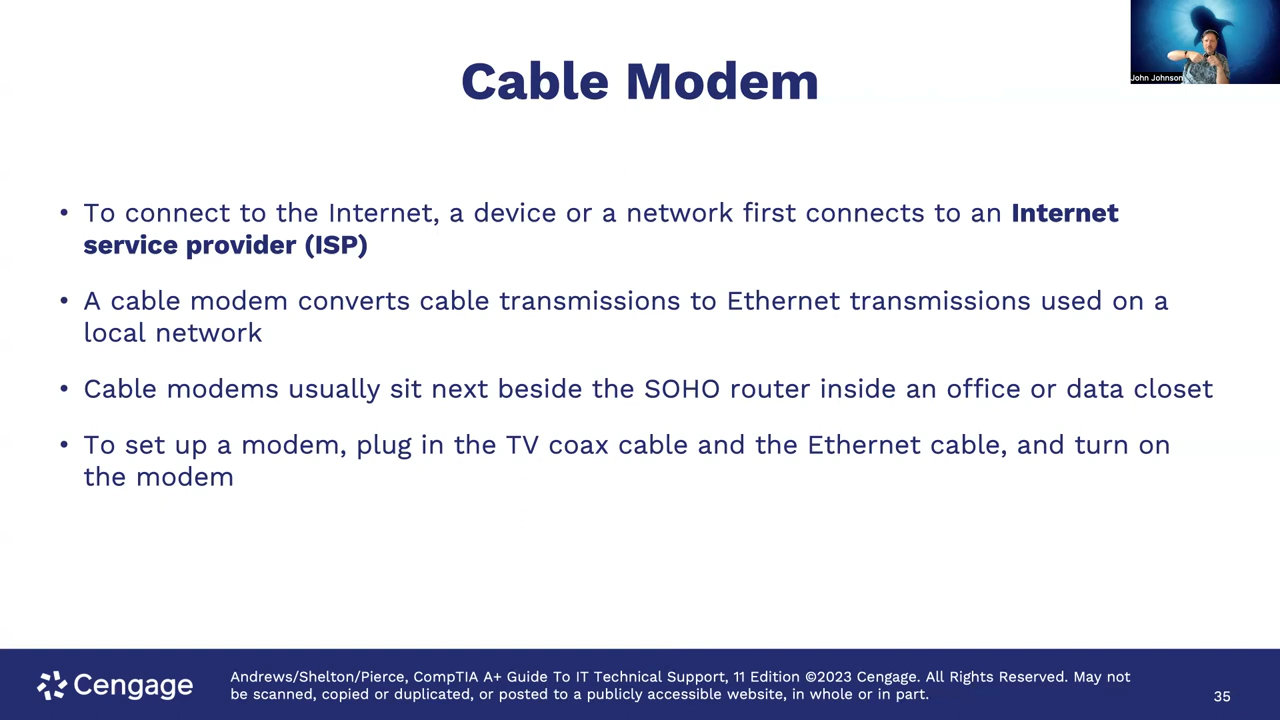 John Johnson
Cable Modem
• To connect to the Internet, a device or a network first connects to an Internet
service provider (ISP)
• A cable modem converts cable transmissions to Ethernet transmissions used on a
local network
• Cable modems usually sit next beside the SOHO router inside an office or data closet
• To set up a modem, plug in the TV coax cable and the Ethernet cable, and turn on
the modem
Cengage
Andrews/Shelton/Pierce, CompTIA A+ Guide To IT Technical Support, 11 Edition ©2023 Cengage. All Rights Reserved. May not
be scanned, copied or duplicated, or posted to a publicly accessible website, in whole or in part.
35